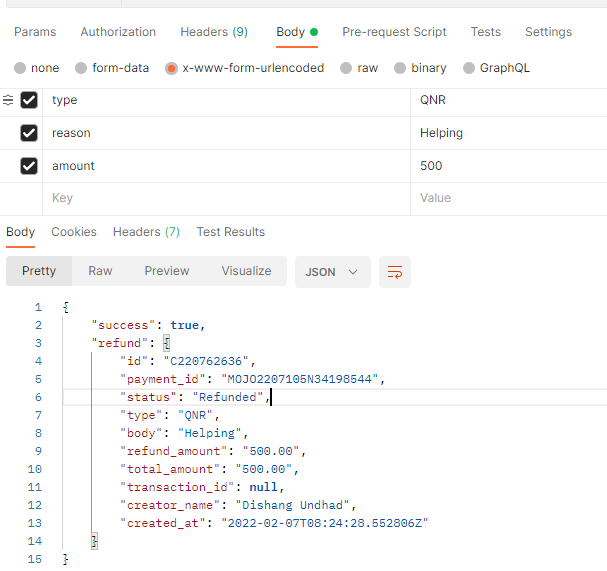 Params Authorization Headers (9) Body Pre-request Script Tests Settings
none form-data x-www-form-urlencoded raw binary GraphQL
type QNR
reason Helping
amount 500
Key Value
Body Cookies Headers (7) Test Results
Pretty Raw Preview Visualize JSON
1 {
2 "success": true,
3 "refund": {
4 "id": "C220762636",
5 "payment_id": "MOJO2207105N34198544",
6 "status": "Refunded",
7 "type": "QNR",
8 "body": "Helping",
9 "refund_amount": "500.00",
10 "total_amount": "500.00",
11 "transaction_id": null,
12 "creator_name": "Dishang Undhad",
13 "created_at": "2022-02-07T08:24:28.552806Z"
14 }
15 }